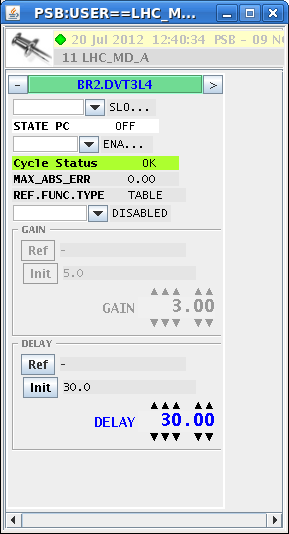 PSB:USER==LHC_M...
20 Jul 2012 12:40:34 PSB - 09 N
11 LHC_MD_A
- BR2.DVT3L4 >
SLO...
STATE PC OFF
ENA...
Cycle Status OK
MAX_ABS_ERR 0.00
REF.FUNC.TYPE TABLE
DISABLED
GAIN
Ref -
Init 5.0
GAIN 3.00
DELAY
Ref -
Init 30.0
DELAY 30.00